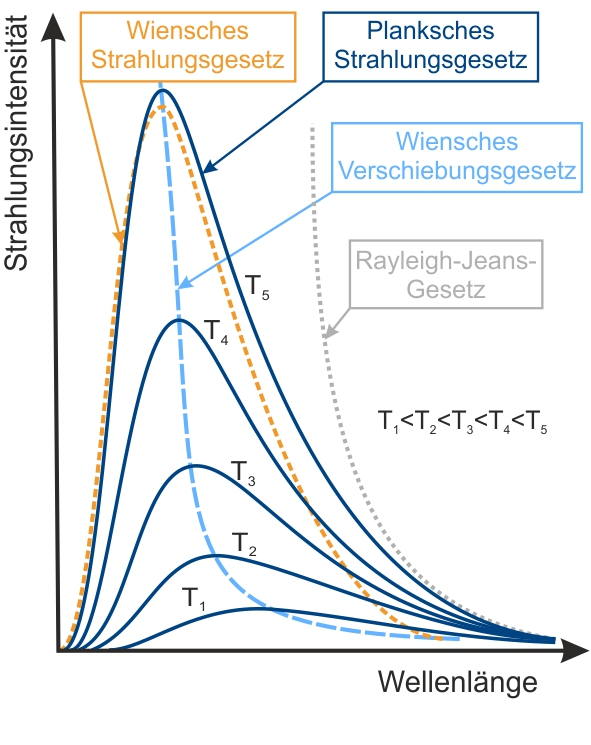 Strahlungsintensität
Wiensches
Strahlungsgesetz
Planksches
Strahlungsgesetz
Wiensches
Verschiebungsgesetz
Rayleigh-Jeans-
Gesetz
T₅
T₄
T₁<T₂<T₃<T₄<T₅
T₃
T₂
T₁
Wellenlänge